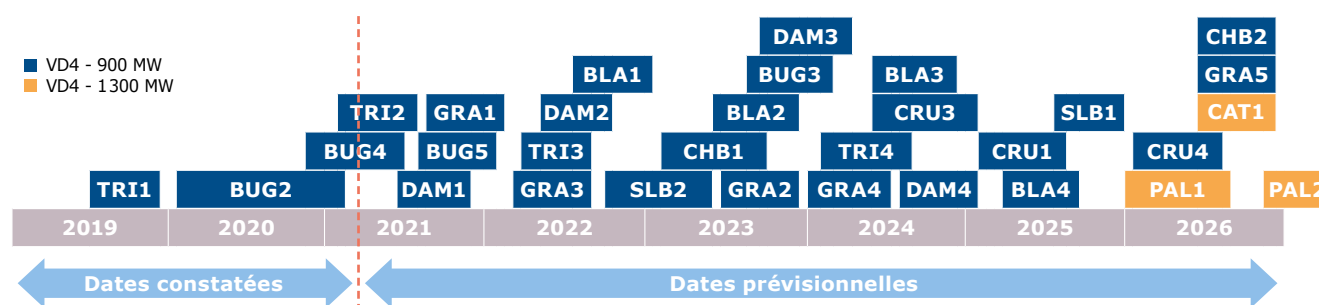 DAM3 CHB2
VD4 - 900 MW
VD4 - 1300 MW
BLA1 BUG3 BLA3 GRA5
TRI2 GRA1 DAM2 BLA2 CRU3 SLB1 CAT1
BUG4 BUG5 TRI3 CHB1 TRI4 CRU1 CRU4
TRI1 BUG2 DAM1 GRA3 SLB2 GRA2 GRA4 DAM4 BLA4 PAL1 PAL2
2019 2020 2021 2022 2023 2024 2025 2026
Dates constatées Dates prévisionnelles